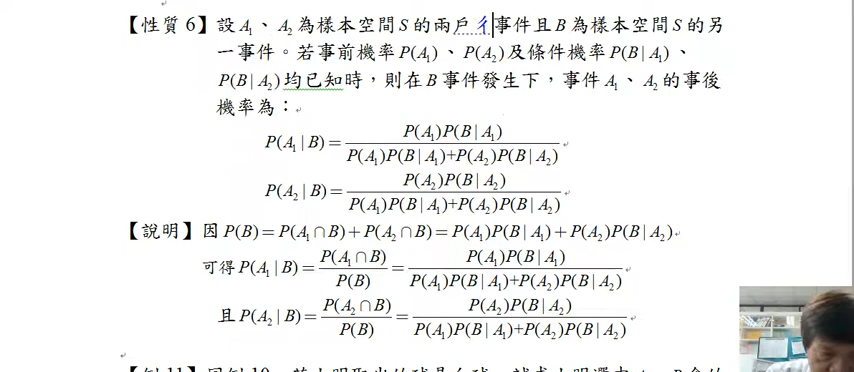 【性質 6】設 A₁、A₂ 為樣本空間 S 的兩戶彳事件且 B 為樣本空間 S 的另
一事件。若事前機率 P(A₁)、P(A₂) 及條件機率 P(B|A₁)、
P(B|A₂) 均已知時，則在 B 事件發生下，事件 A₁、A₂ 的事後
機率為：
P(A₁|B) = P(A₁)P(B|A₁) / P(A₁)P(B|A₁)+P(A₂)P(B|A₂)
P(A₂|B) = P(A₂)P(B|A₂) / P(A₁)P(B|A₁)+P(A₂)P(B|A₂)
【說明】因 P(B) = P(A₁∩B)+P(A₂∩B) = P(A₁)P(B|A₁)+P(A₂)P(B|A₂)
可得 P(A₁|B) = P(A₁∩B) / P(B) = P(A₁)P(B|A₁) / P(A₁)P(B|A₁)+P(A₂)P(B|A₂)
且 P(A₂|B) = P(A₂∩B) / P(B) = P(A₂)P(B|A₂) / P(A₁)P(B|A₁)+P(A₂)P(B|A₂)